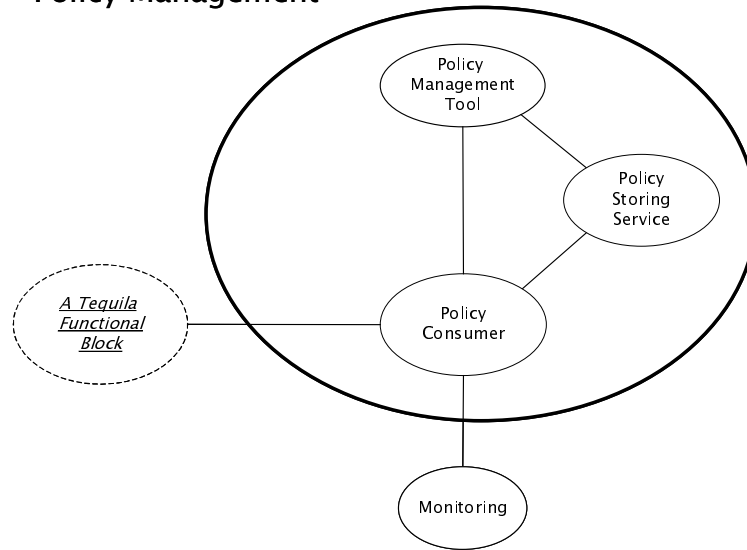 Policy Management
Policy
Management
Tool
Policy
Storing
Service
A Tequila
Functional
Block
Policy
Consumer
Monitoring